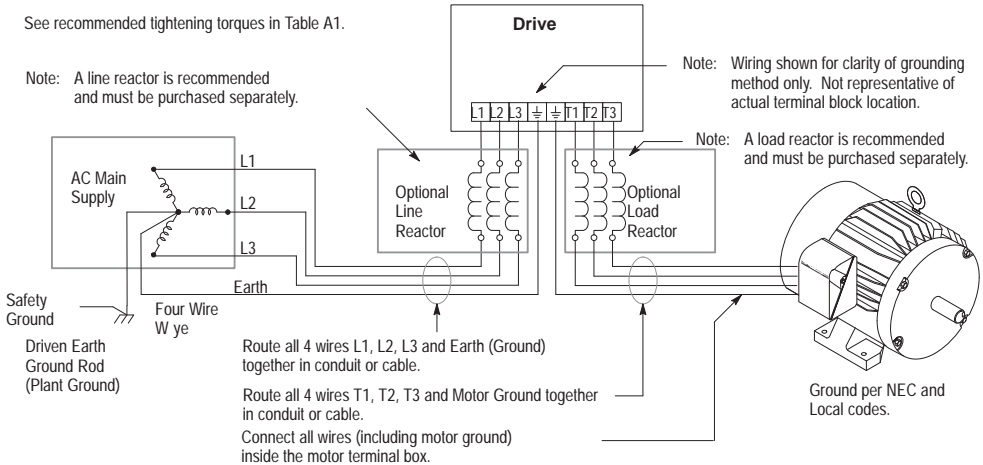 See recommended tightening torques in Table A1.
Drive
Note: A line reactor is recommended
and must be purchased separately.
Note: Wiring shown for clarity of grounding
method only. Not representative of
actual terminal block location.
L1 L2 L3 T1 T2 T3
Note: A load reactor is recommended
and must be purchased separately.
AC Main
Supply
L1
L2
L3
Earth
Optional
Line
Reactor
Optional
Load
Reactor
Safety
Ground
Four Wire
W ye
Driven Earth
Ground Rod
(Plant Ground)
Route all 4 wires L1, L2, L3 and Earth (Ground)
together in conduit or cable.
Route all 4 wires T1, T2, T3 and Motor Ground together
in conduit or cable.
Connect all wires (including motor ground)
inside the motor terminal box.
Ground per NEC and
Local codes.